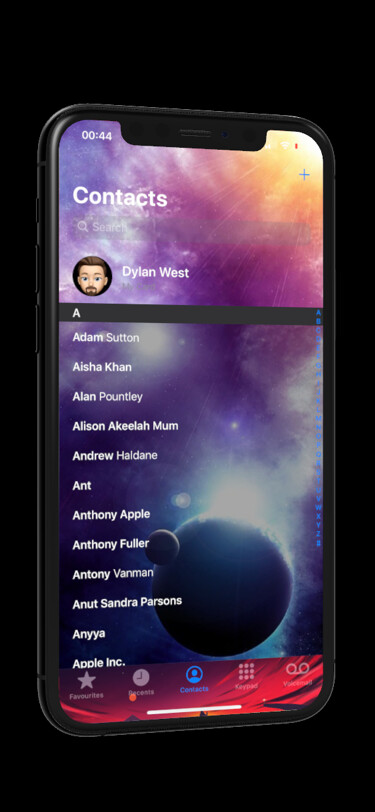 00:44
+
Contacts
Search
Dylan West
A
Adam Sutton
Aisha Khan
Alan Pountley
Alison Akeelah Mum
Andrew Haldane
Ant
Anthony Apple
Anthony Fuller
Antony Vanman
Anut Sandra Parsons
Anyya
Apple Inc.
Favourites
Recents
Contacts
Keypad
Voicemail